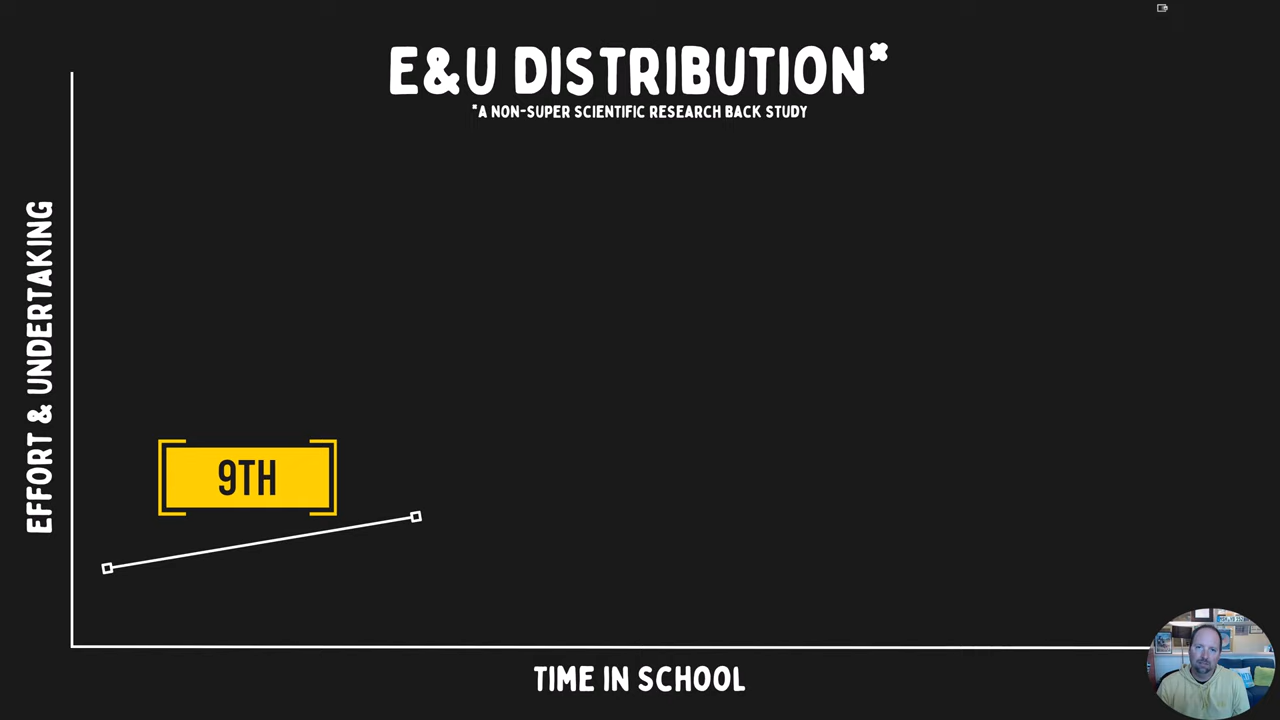 E&U DISTRIBUTION*
*A NON-SUPER SCIENTIFIC RESEARCH BACK STUDY
EFFORT & UNDERTAKING
9TH
TIME IN SCHOOL